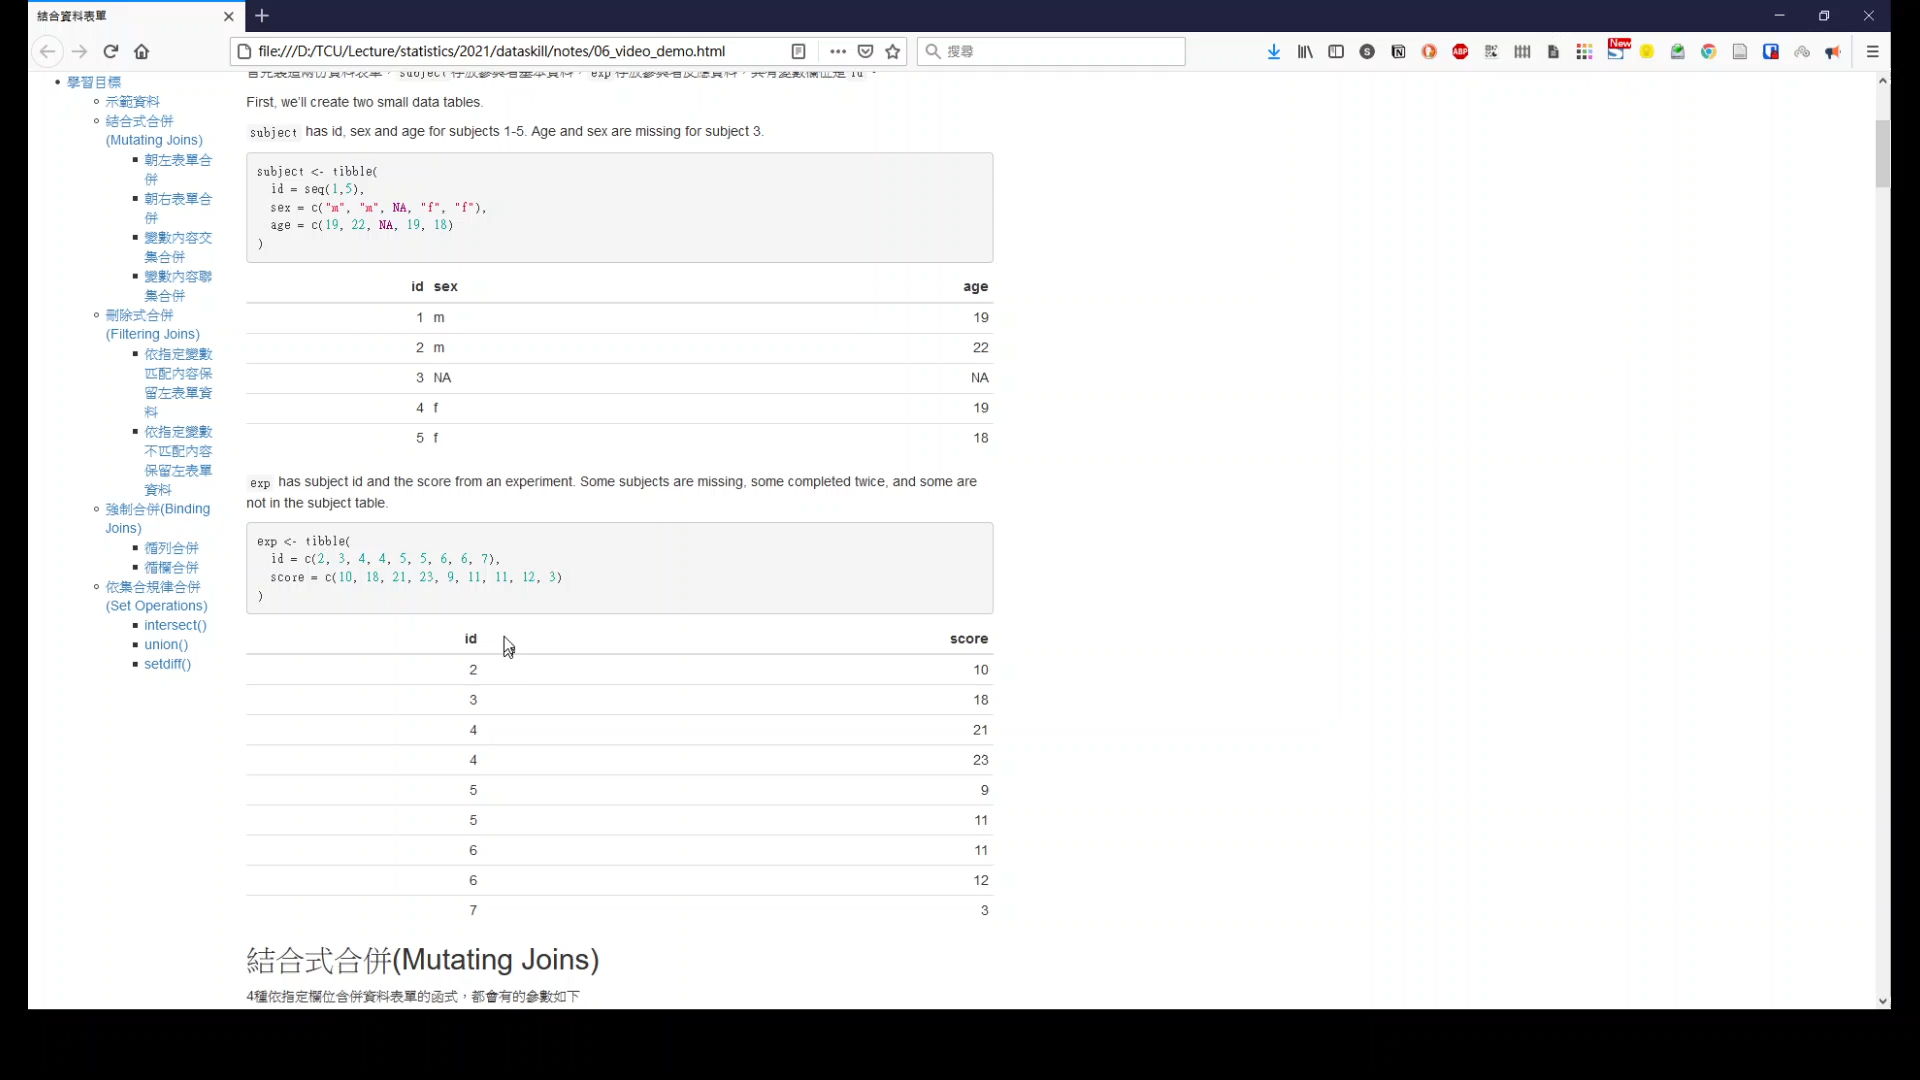 結合資料表單
file:///D:/TCU/Lecture/statistics/2021/dataskill/notes/06_video_demo.html
搜尋
New
ABP
學習目標
示範資料
結合式合併
(Mutating Joins)
朝左表單合
併
朝右表單合
併
變數內容交
集合併
變數內容聯
集合併
刪除式合併
(Filtering Joins)
依指定變數
匹配內容保
留左表單資
料
依指定變數
不匹配內容
保留左表單
資料
強制合併(Binding
Joins)
循列合併
循欄合併
依集合規律合併
(Set Operations)
intersect()
union()
setdiff()
First, we'll create two small data tables.
subject has id, sex and age for subjects 1-5. Age and sex are missing for subject 3.
subject <- tibble(
id = seq(1,5),
sex = c("m", "m", NA, "f", "f"),
age = c(19, 22, NA, 19, 18)
)
id sex age
1 m 19
2 m 22
3 NA NA
4 f 19
5 f 18
exp has subject id and the score from an experiment. Some subjects are missing, some completed twice, and some are
not in the subject table.
exp <- tibble(
id = c(2, 3, 4, 4, 5, 5, 6, 6, 7),
score = c(10, 18, 21, 23, 9, 11, 11, 12, 3)
)
id score
2 10
3 18
4 21
4 23
5 9
5 11
6 11
6 12
7 3
結合式合併(Mutating Joins)
4種依指定欄位合併資料表單的函式，都會有的參數如下